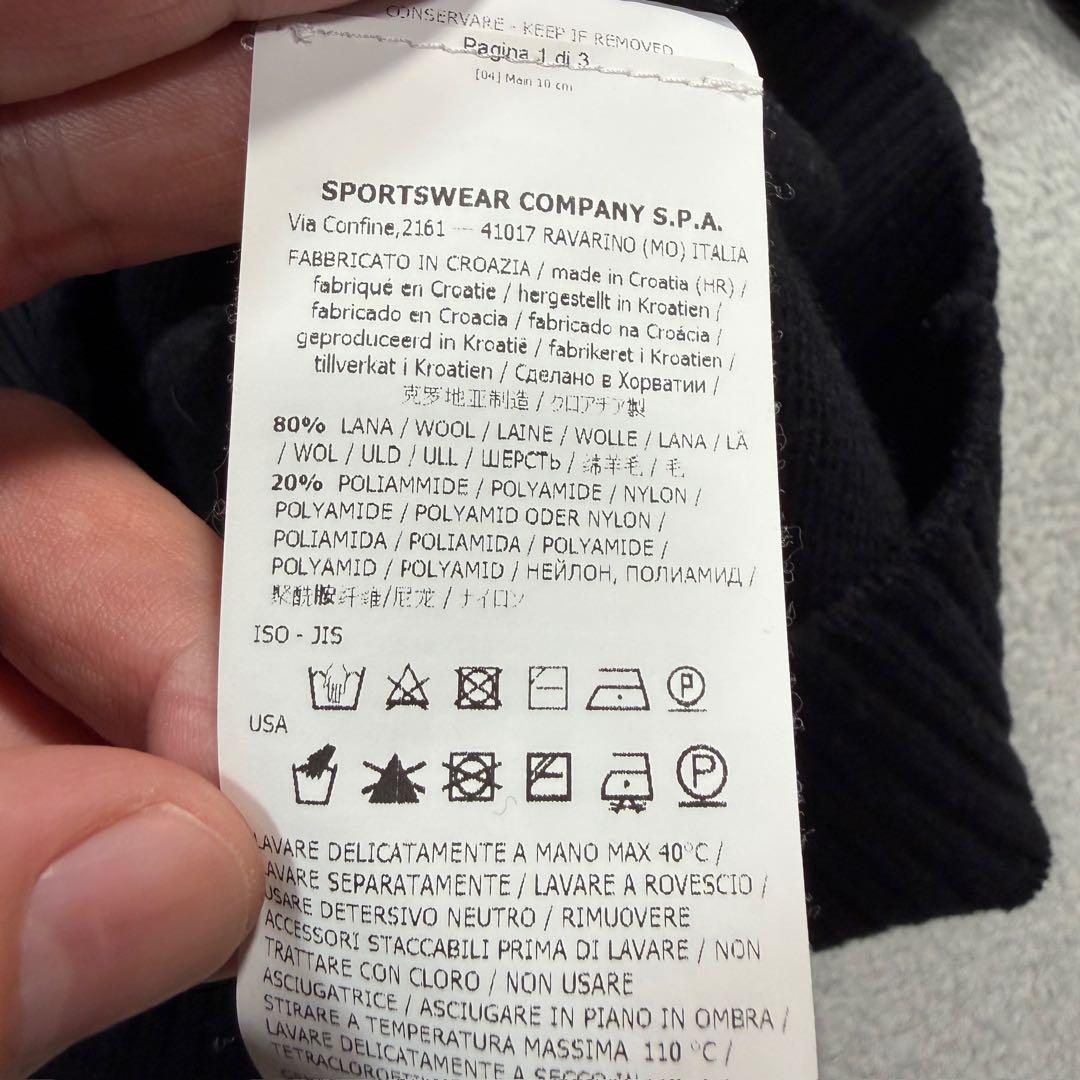 CONSERVARE - KEEP IF REMOVED
Pagina 1 di 3
[04] Main 10 cm
SPORTSWEAR COMPANY S.P.A.
Via Confine,2161 --- 41017 RAVARINO (MO) ITALIA
FABBRICATO IN CROAZIA / made in Croatia (HR) /
fabriqué en Croatie / hergestellt in Kroatien /
fabricado en Croacia / fabricado na Croácia /
geproduceerd in Kroatië / fabrikeret i Kroatien /
tillverkat i Kroatien / Сделано в Хорватии /
克罗地亚制造 / クロアチア製
80% LANA / WOOL / LAINE / WOLLE / LANA / LÃ
/ WOL / ULD / ULL / ШЕРСТЬ / 绵羊毛 / 毛
20% POLIAMMIDE / POLYAMIDE / NYLON /
POLYAMIDE / POLYAMID ODER NYLON /
POLIAMIDA / POLIAMIDA / POLYAMIDE /
POLYAMID / POLYAMID / НЕЙЛОН, ПОЛИАМИД /
聚酰胺纤维/尼龙 / ナイロン
ISO - JIS
P
USA
P
LAVARE DELICATAMENTE A MANO MAX 40°C /
LAVARE SEPARATAMENTE / LAVARE A ROVESCIO /
USARE DETERSIVO NEUTRO / RIMUOVERE
ACCESSORI STACCABILI PRIMA DI LAVARE / NON
TRATTARE CON CLORO / NON USARE
ASCIUGATRICE / ASCIUGARE IN PIANO IN OMBRA /
STIRARE A TEMPERATURA MASSIMA 110 °C /
LAVARE DELICATAMENTE A SECCO IN